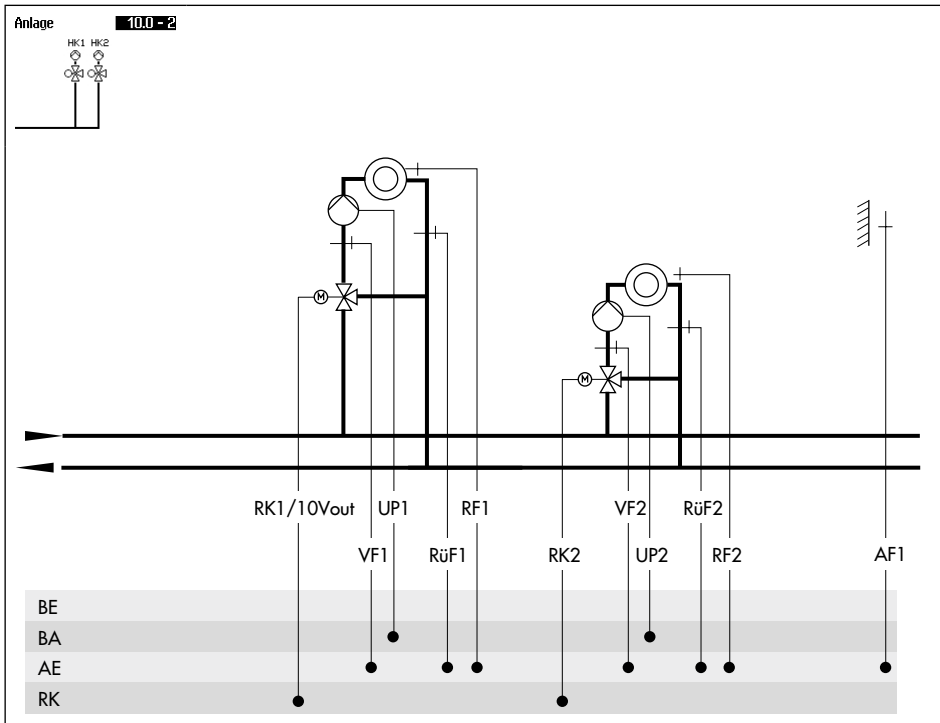 Anlage 10.0 - 2
HK1 HK2
M
M
RK1/10Vout UP1 RF1 VF2 RüF2
VF1 RüF1 RK2 UP2 RF2 AF1
BE
BA
AE
RK